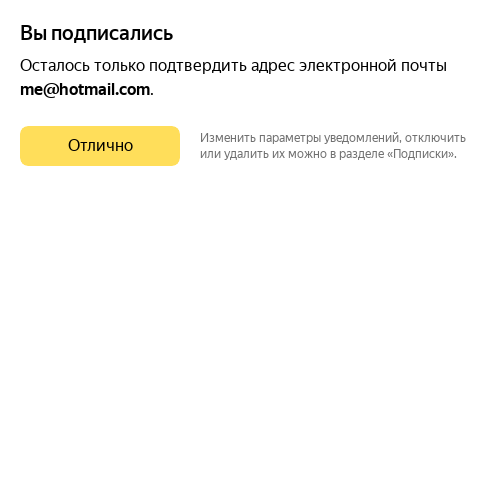 Вы подписались
Осталось только подтвердить адрес электронной почты
me@hotmail.com.
Отлично
Изменить параметры уведомлений, отключить
или удалить их можно в разделе «Подписки».